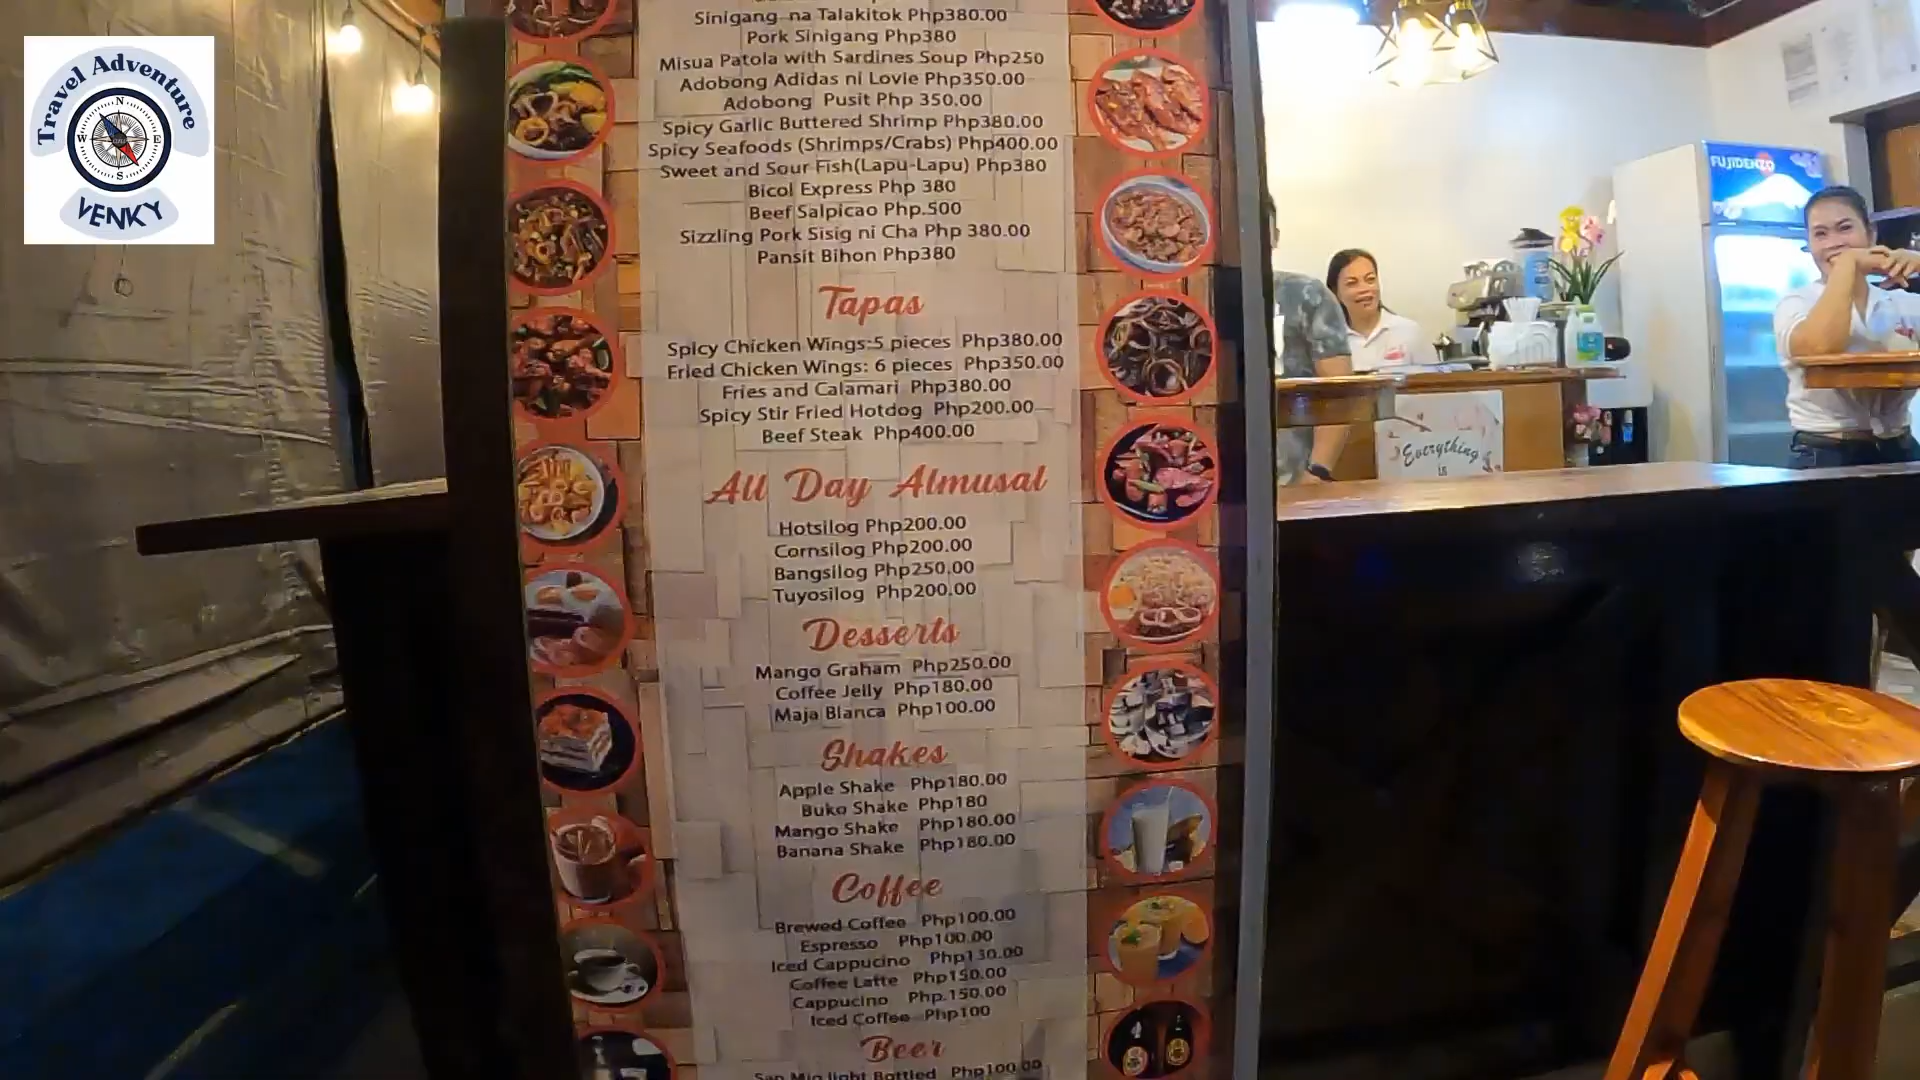 Travel Adventure
N
W
E
S
VENKY
Sinigang na Talakitok Php380.00
Pork Sinigang Php380
Misua Patola with Sardines Soup Php250
Adobong Adidas ni Lovie Php350.00
Adobong Pusit Php 350.00
Spicy Garlic Buttered Shrimp Php380.00
Spicy Seafoods (Shrimps/Crabs) Php400.00
Sweet and Sour Fish(Lapu-Lapu) Php380
Bicol Express Php 380
Beef Salpicao Php.500
Sizzling Pork Sisig ni Cha Php 380.00
Pansit Bihon Php380
Tapas
Spicy Chicken Wings:5 pieces Php380.00
Fried Chicken Wings: 6 pieces Php350.00
Fries and Calamari Php380.00
Spicy Stir Fried Hotdog Php200.00
Beef Steak Php400.00
All Day Almusal
Hotsilog Php200.00
Cornsilog Php200.00
Bangsilog Php250.00
Tuyosilog Php200.00
Desserts
Mango Graham Php250.00
Coffee Jelly Php180.00
Maja Blanca Php100.00
Shakes
Apple Shake Php180.00
Buko Shake Php180
Mango Shake Php180.00
Banana Shake Php180.00
Coffee
Brewed Coffee Php100.00
Espresso Php100.00
Iced Cappucino Php130.00
Coffee Latte Php150.00
Cappucino Php.150.00
Iced Coffee Php100
Beer
San Mig light Bottled Php100.00
FUJIDENZO
Everything
is